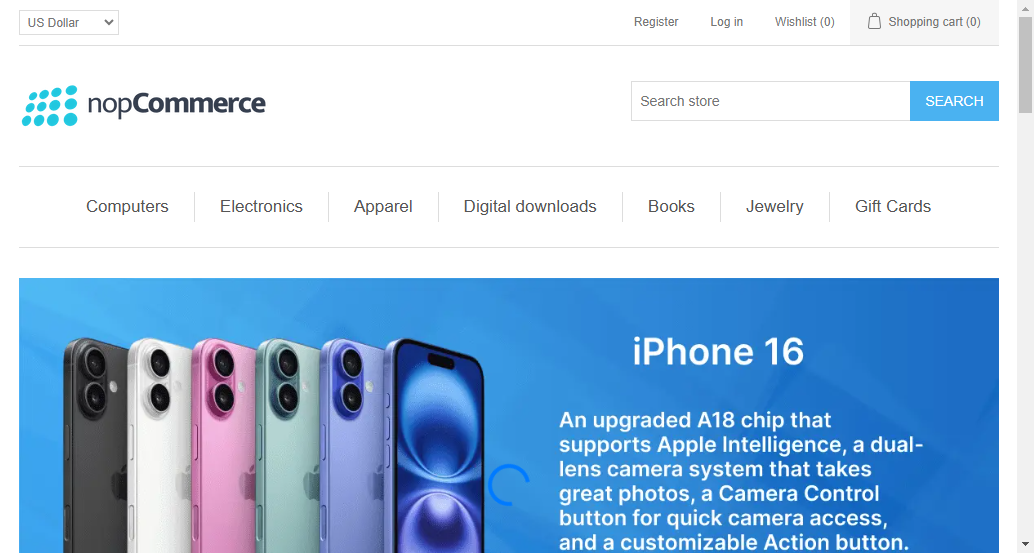 US Dollar
Register
Log in
Wishlist (0)
Shopping cart (0)
nopCommerce
Search store
SEARCH
Computers
Electronics
Apparel
Digital downloads
Books
Jewelry
Gift Cards
iPhone 16
An upgraded A18 chip that
supports Apple Intelligence, a dual-
lens camera system that takes
great photos, a Camera Control
button for quick camera access,
and a customizable Action button.